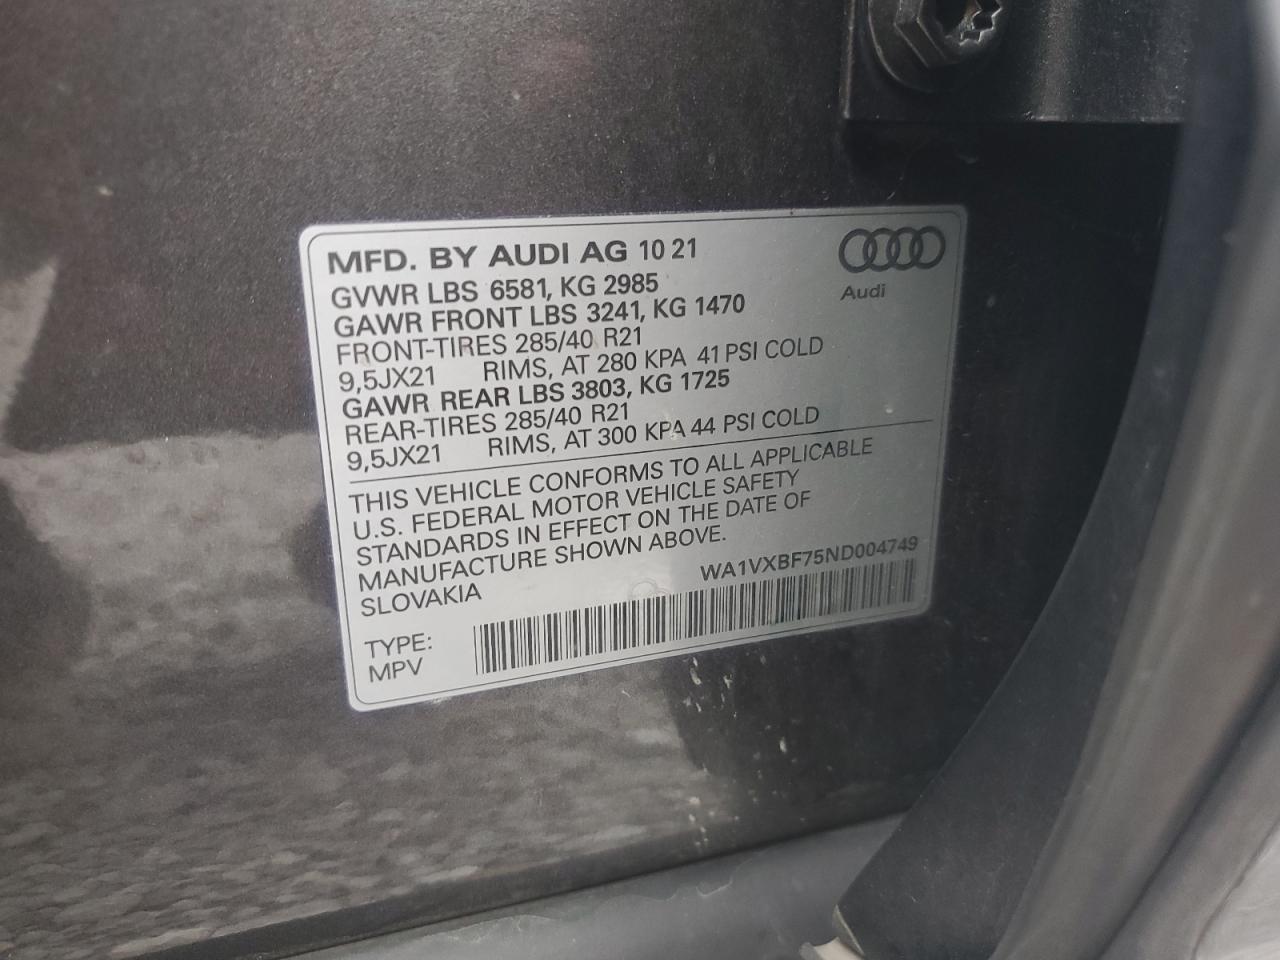 MFD. BY AUDI AG 10 21
Audi
GVWR LBS 6581, KG 2985
GAWR FRONT LBS 3241, KG 1470
FRONT-TIRES 285/40 R21
9,5JX21 RIMS, AT 280 KPA 41 PSI COLD
GAWR REAR LBS 3803, KG 1725
REAR-TIRES 285/40 R21
9,5JX21 RIMS, AT 300 KPA 44 PSI COLD
THIS VEHICLE CONFORMS TO ALL APPLICABLE
U.S. FEDERAL MOTOR VEHICLE SAFETY
STANDARDS IN EFFECT ON THE DATE OF
MANUFACTURE SHOWN ABOVE.
SLOVAKIA
WA1VXBF75ND004749
TYPE:
MPV